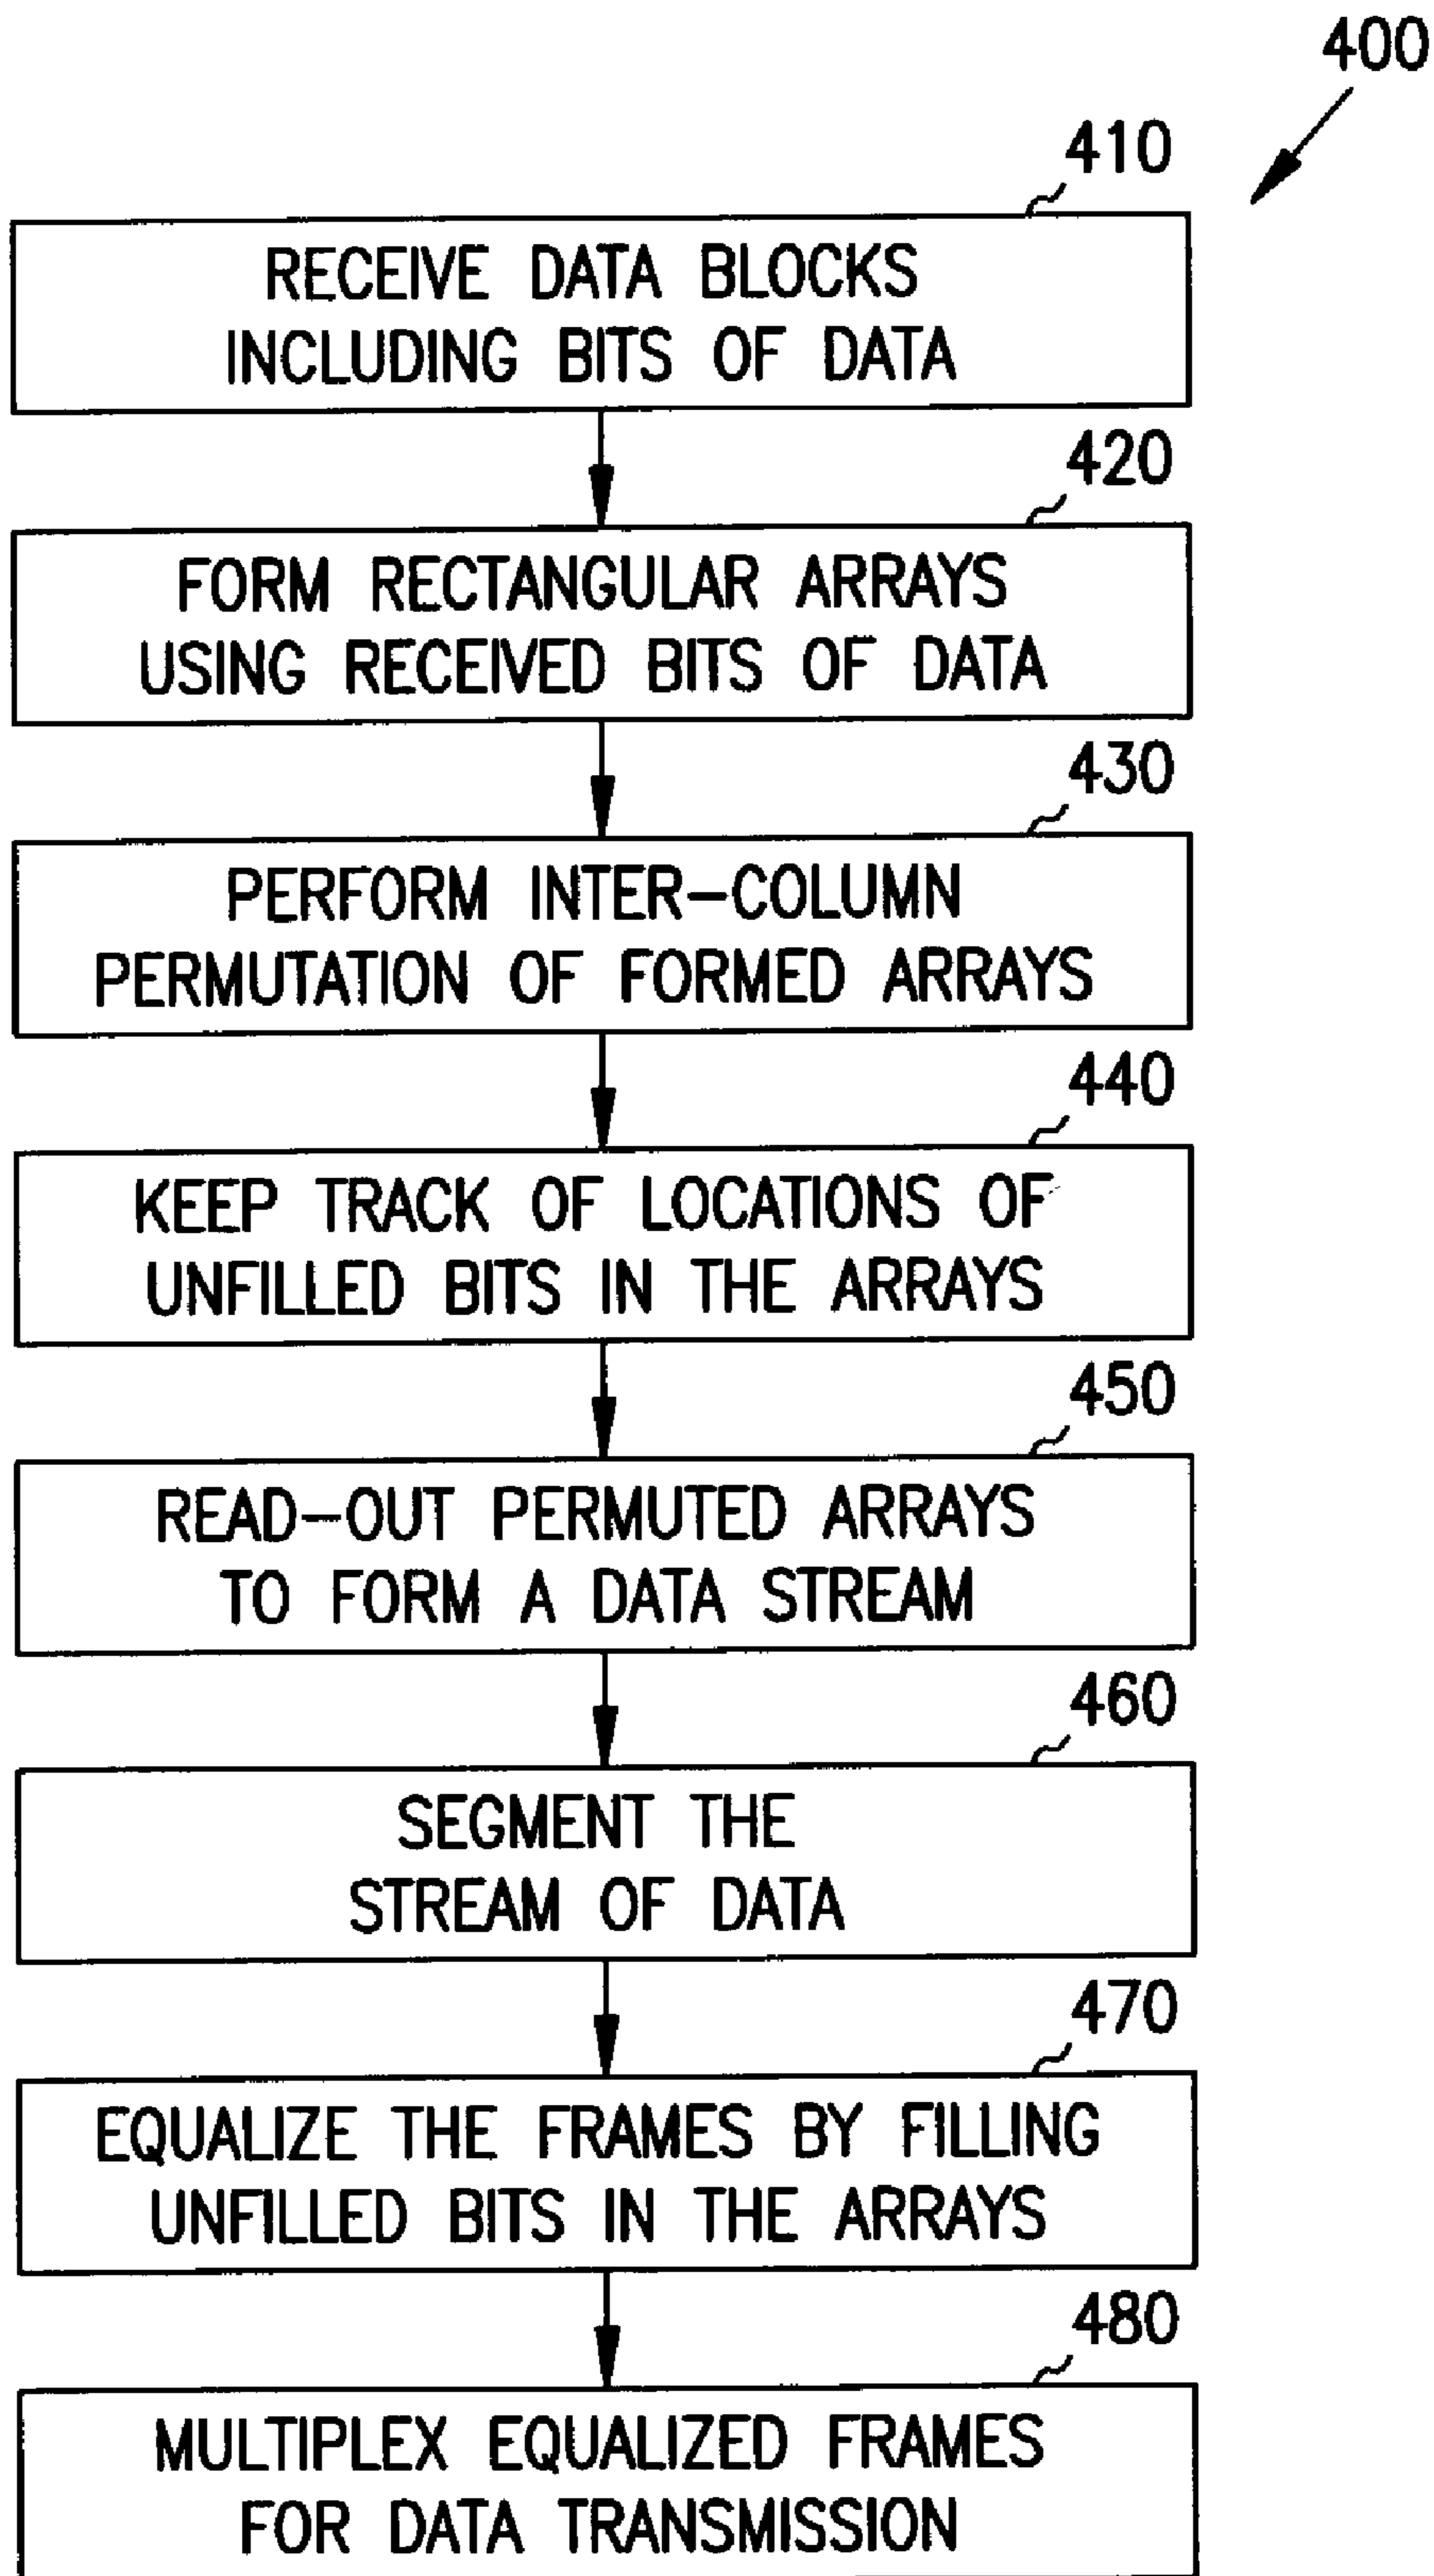 400
410
RECEIVE DATA BLOCKS
INCLUDING BITS OF DATA
420
FORM RECTANGULAR ARRAYS
USING RECEIVED BITS OF DATA
430
PERFORM INTER-COLUMN
PERMUTATION OF FORMED ARRAYS
440
KEEP TRACK OF LOCATIONS OF
UNFILLED BITS IN THE ARRAYS
450
READ-OUT PERMUTED ARRAYS
TO FORM A DATA STREAM
460
SEGMENT THE
STREAM OF DATA
470
EQUALIZE THE FRAMES BY FILLING
UNFILLED BITS IN THE ARRAYS
480
MULTIPLEX EQUALIZED FRAMES
FOR DATA TRANSMISSION